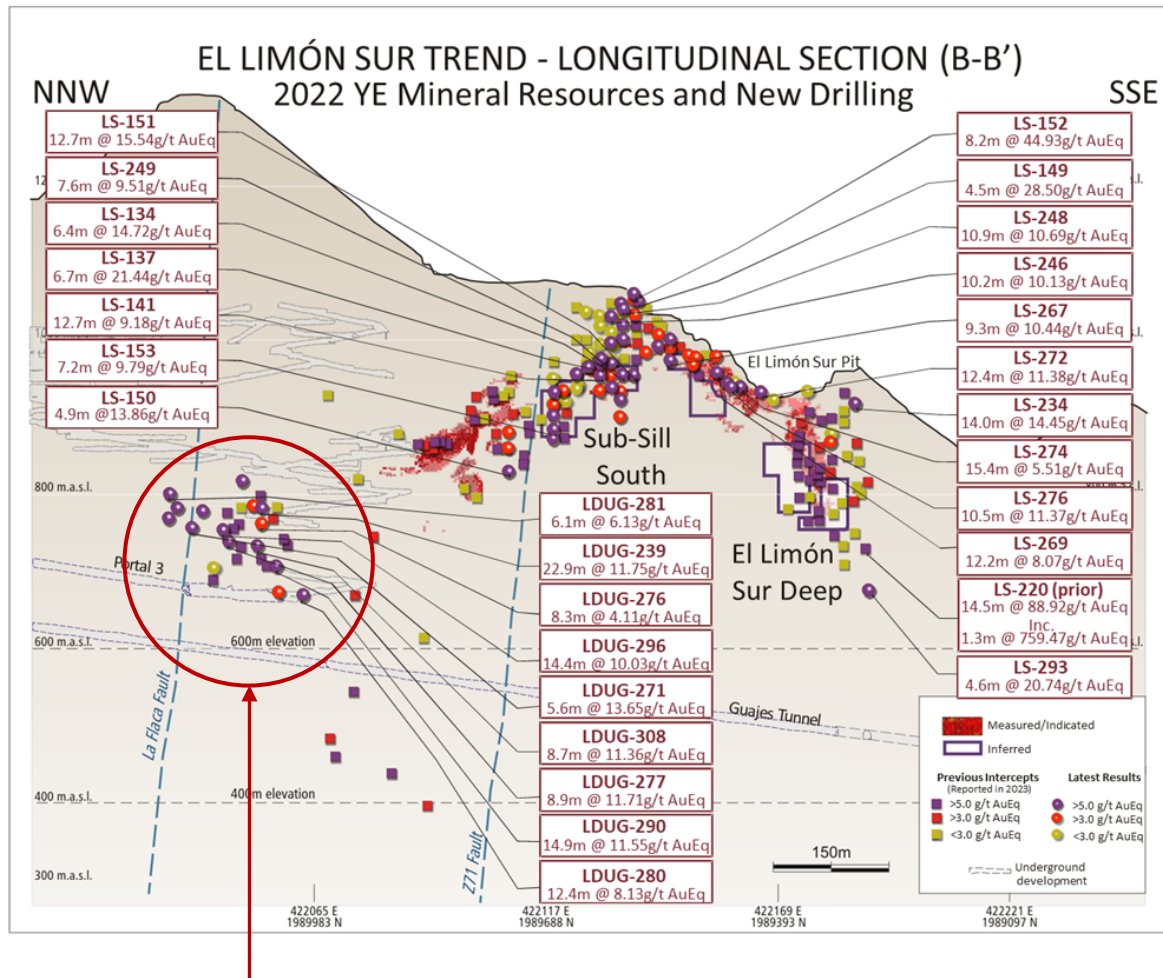 EL LIMÓN SUR TREND - LONGITUDINAL SECTION (B-B’)
2022 YE Mineral Resources and New Drilling
NNW
SSE
LS-151
12.7m @ 15.54g/t AuEq
LS-249
7.6m @ 9.51g/t AuEq
LS-134
6.4m @ 14.72g/t AuEq
LS-137
6.7m @ 21.44g/t AuEq
LS-141
12.7m @ 9.18g/t AuEq
LS-153
7.2m @ 9.79g/t AuEq
LS-150
4.9m @13.86g/t AuEq
LS-152
8.2m @ 44.93g/t AuEq
LS-149
4.5m @ 28.50g/t AuEq
LS-248
10.9m @ 10.69g/t AuEq
LS-246
10.2m @ 10.13g/t AuEq
LS-267
9.3m @ 10.44g/t AuEq
LS-272
12.4m @ 11.38g/t AuEq
LS-234
14.0m @ 14.45g/t AuEq
LS-274
15.4m @ 5.51g/t AuEq
LS-276
10.5m @ 11.37g/t AuEq
LS-269
12.2m @ 8.07g/t AuEq
LS-220 (prior)
14.5m @ 88.92g/t AuEq
Inc.
1.3m @ 759.47g/t AuEq
LS-293
4.6m @ 20.74g/t AuEq
El Limón Sur Pit
Sub-Sill
South
El Limón
Sur Deep
LDUG-281
6.1m @ 6.13g/t AuEq
LDUG-239
22.9m @ 11.75g/t AuEq
LDUG-276
8.3m @ 4.11g/t AuEq
LDUG-296
14.4m @ 10.03g/t AuEq
LDUG-271
5.6m @ 13.65g/t AuEq
LDUG-308
8.7m @ 11.36g/t AuEq
LDUG-277
8.9m @ 11.71g/t AuEq
LDUG-290
14.9m @ 11.55g/t AuEq
LDUG-280
12.4m @ 8.13g/t AuEq
800 m.a.s.l.
Portal 3
600 m.a.s.l.
600m elevation
La Flaca Fault
Z71 Fault
Guajes Tunnel
400 m.a.s.l.
400m elevation
300 m.a.s.l.
150m
Measured/Indicated
Inferred
Previous Intercepts
(Reported in 2023)
Latest Results
>5.0 g/t AuEq
>5.0 g/t AuEq
>3.0 g/t AuEq
>3.0 g/t AuEq
<3.0 g/t AuEq
<3.0 g/t AuEq
Underground
development
422065 E
1989983 N
422117 E
1989688 N
422169 E
1989393 N
422221 E
1989097 N